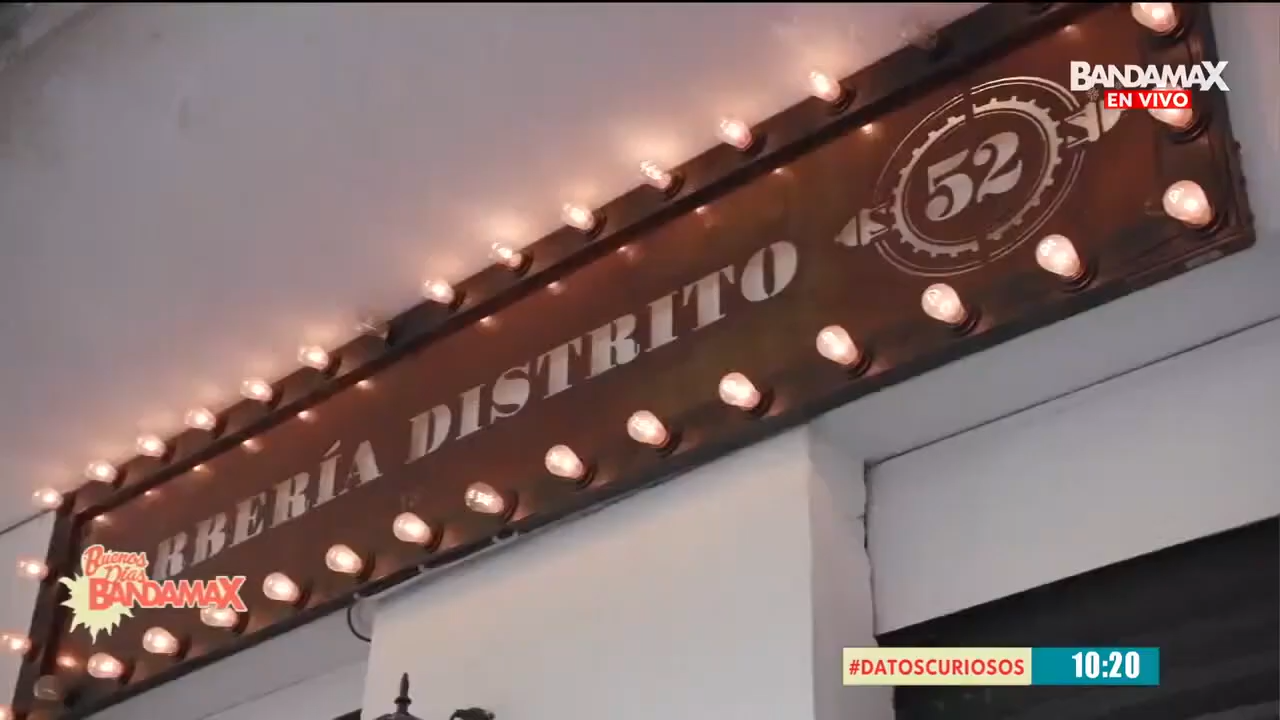 BANDAMAX
EN VIVO
52
RBERÍA DISTRITO
Buenos
Días
BANDAMAX
#DATOSCURIOSOS 10:20